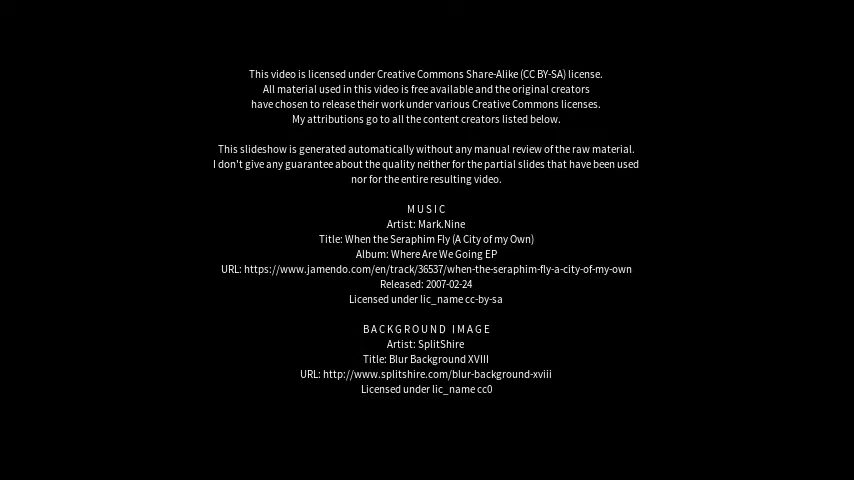 This video is licensed under Creative Commons Share-Alike (CC BY-SA) license.
All material used in this video is free available and the original creators
have chosen to release their work under various Creative Commons licenses.
My attributions go to all the content creators listed below.
This slideshow is generated automatically without any manual review of the raw material.
I don't give any guarantee about the quality neither for the partial slides that have been used
nor for the entire resulting video.
MUSIC
Artist: Mark.Nine
Title: When the Seraphim Fly (A City of my Own)
Album: Where Are We Going EP
URL: https://www.jamendo.com/en/track/36537/when-the-seraphim-fly-a-city-of-my-own
Released: 2007-02-24
Licensed under lic_name cc-by-sa
BACKGROUND IMAGE
Artist: SplitShire
Title: Blur Background XVIII
URL: http://www.splitshire.com/blur-background-xviii
Licensed under lic_name cc0